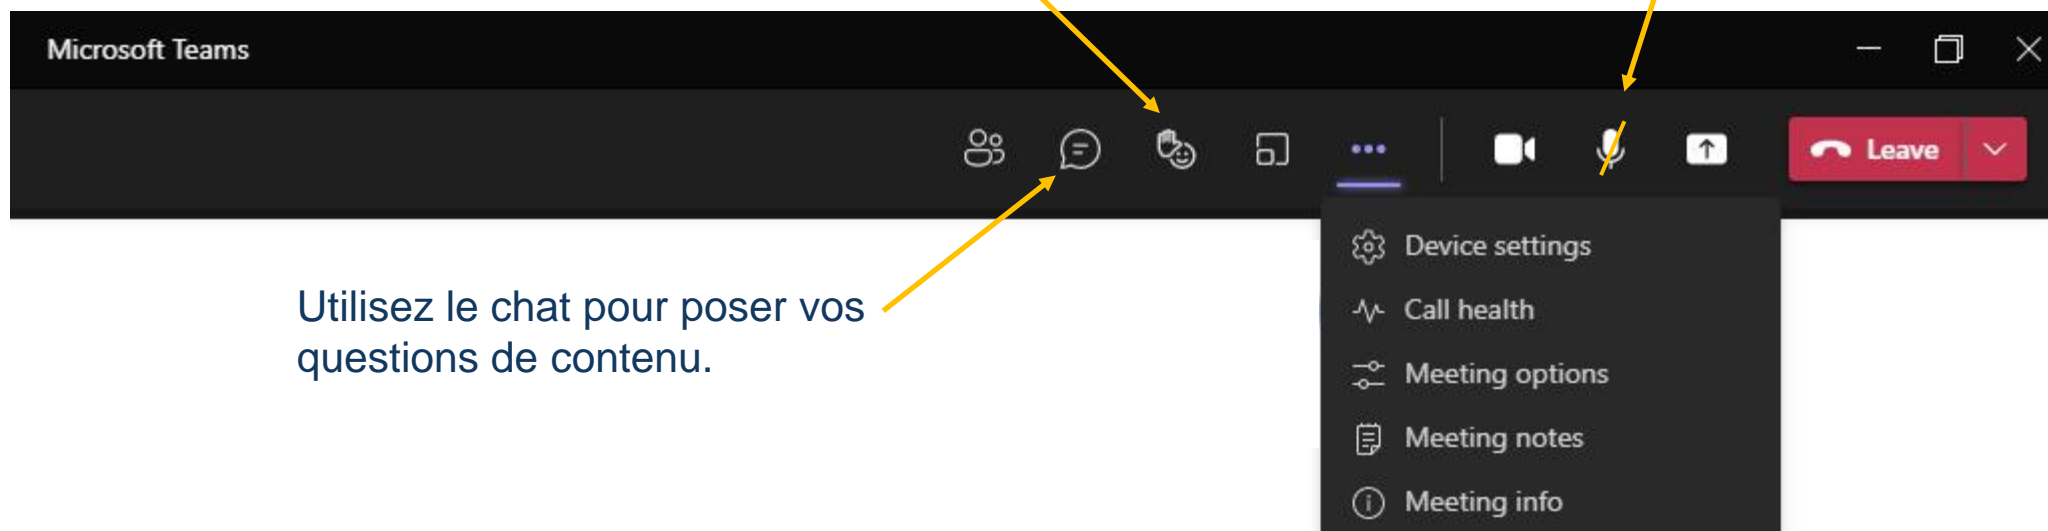 Microsoft Teams
Leave
Utilisez le chat pour poser vos
questions de contenu.
Device settings
Call health
Meeting options
Meeting notes
Meeting info